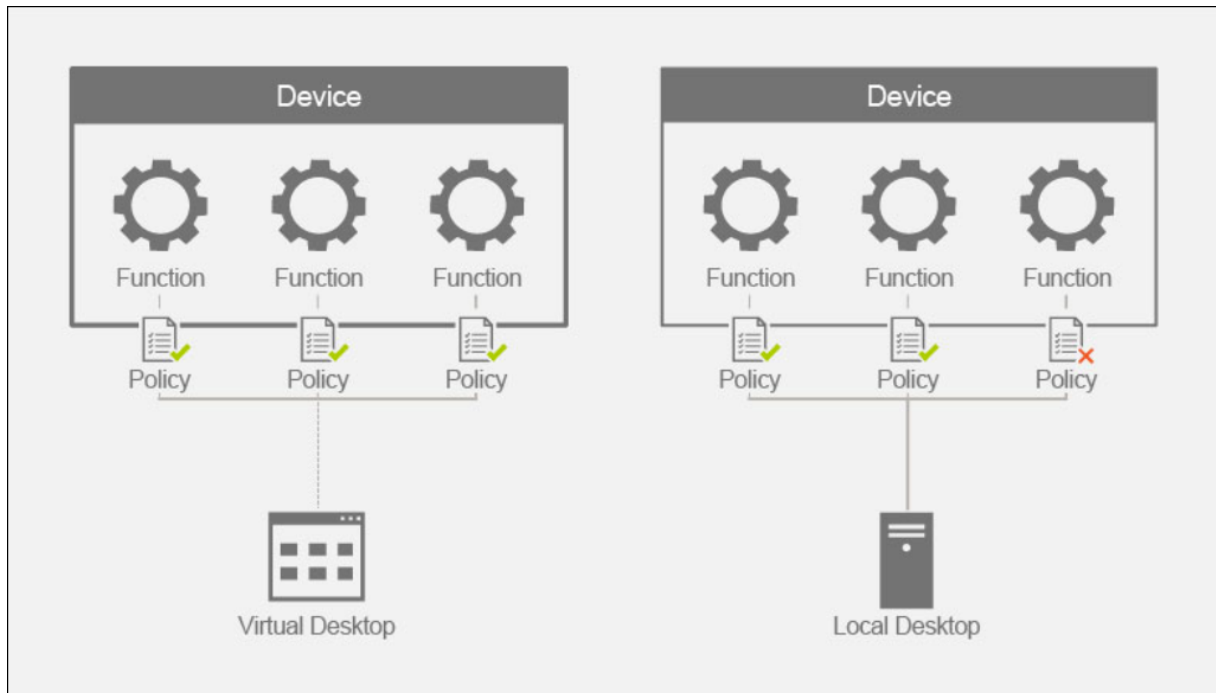 Device
Device
Function Function Function
Function Function Function
Policy Policy Policy
Policy Policy Policy
Virtual Desktop
Local Desktop